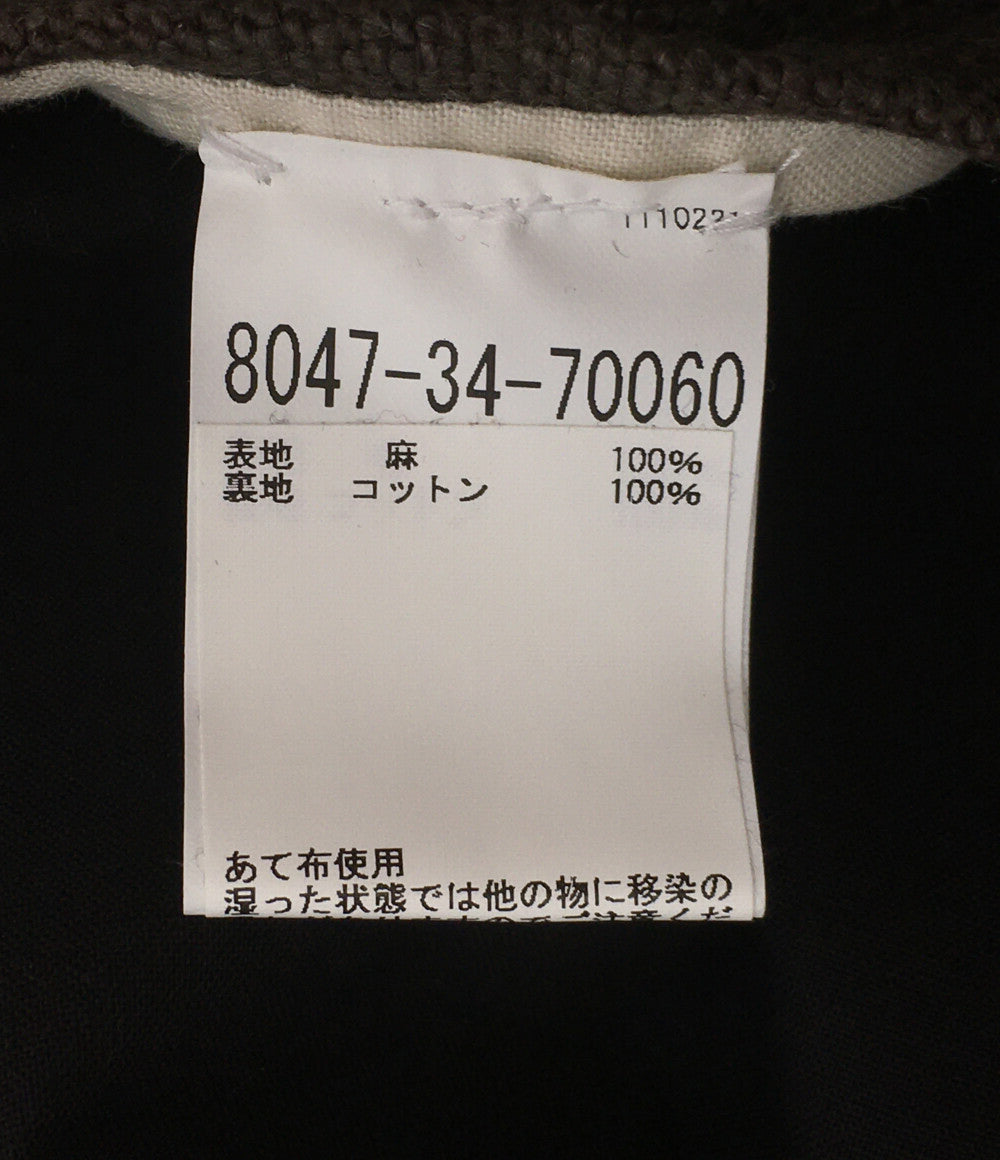 8047-34-70060
表地 麻 100%
裏地 コットン 100%
あて布使用
湿った状態では他の物に移染の